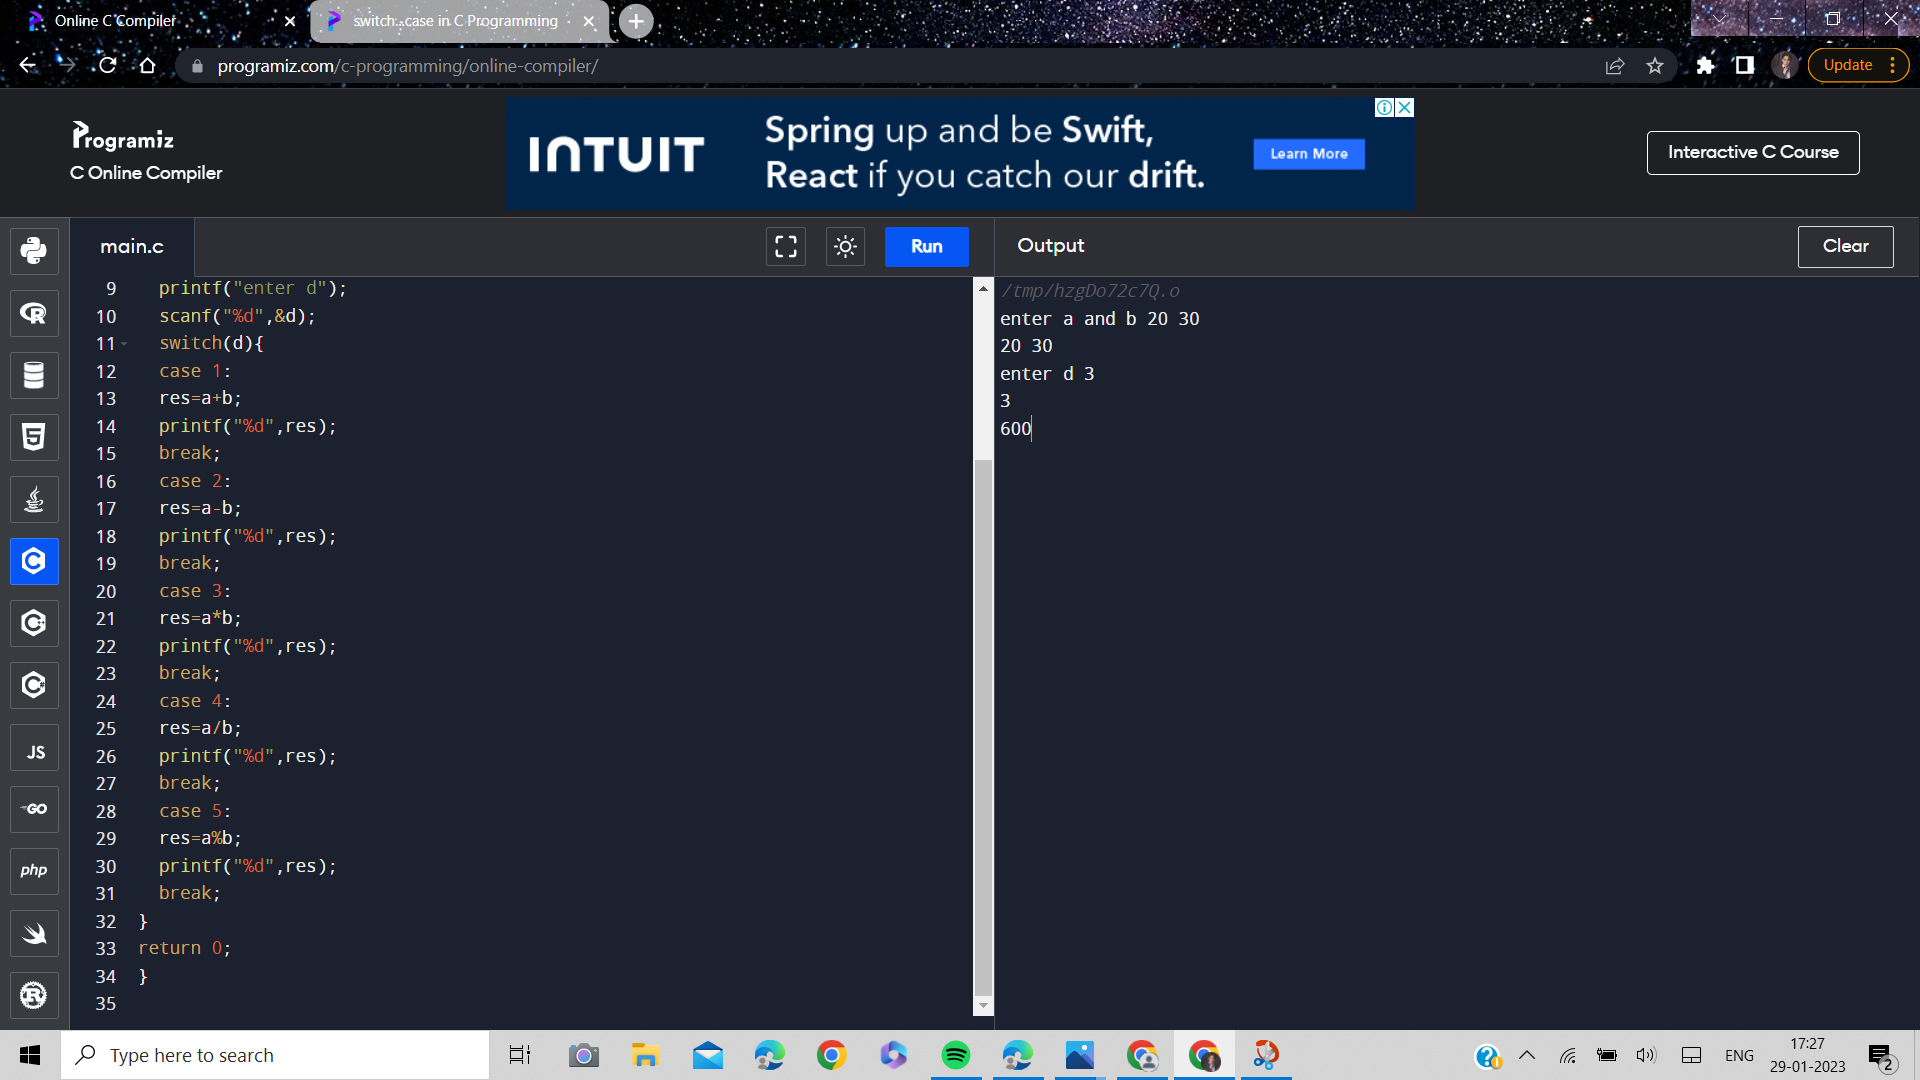 Online C Compiler
switch...case in C Programming
programiz.com/c-programming/online-compiler/
Update
Programiz
C Online Compiler
INTUIT
Spring up and be Swift,
React if you catch our drift.
Learn More
Interactive C Course
main.c
Run
Output
Clear
9 printf("enter d");
10 scanf("%d",&d);
11 switch(d){
12 case 1:
13 res=a+b;
14 printf("%d",res);
15 break;
16 case 2:
17 res=a-b;
18 printf("%d",res);
19 break;
20 case 3:
21 res=a*b;
22 printf("%d",res);
23 break;
24 case 4:
25 res=a/b;
26 printf("%d",res);
27 break;
28 case 5:
29 res=a%b;
30 printf("%d",res);
31 break;
32 }
33 return 0;
34 }
35
/tmp/hzgDo72c7Q.o
enter a and b 20 30
20 30
enter d 3
3
600
JS
GO
php
Type here to search
ENG
17:27
29-01-2023
2